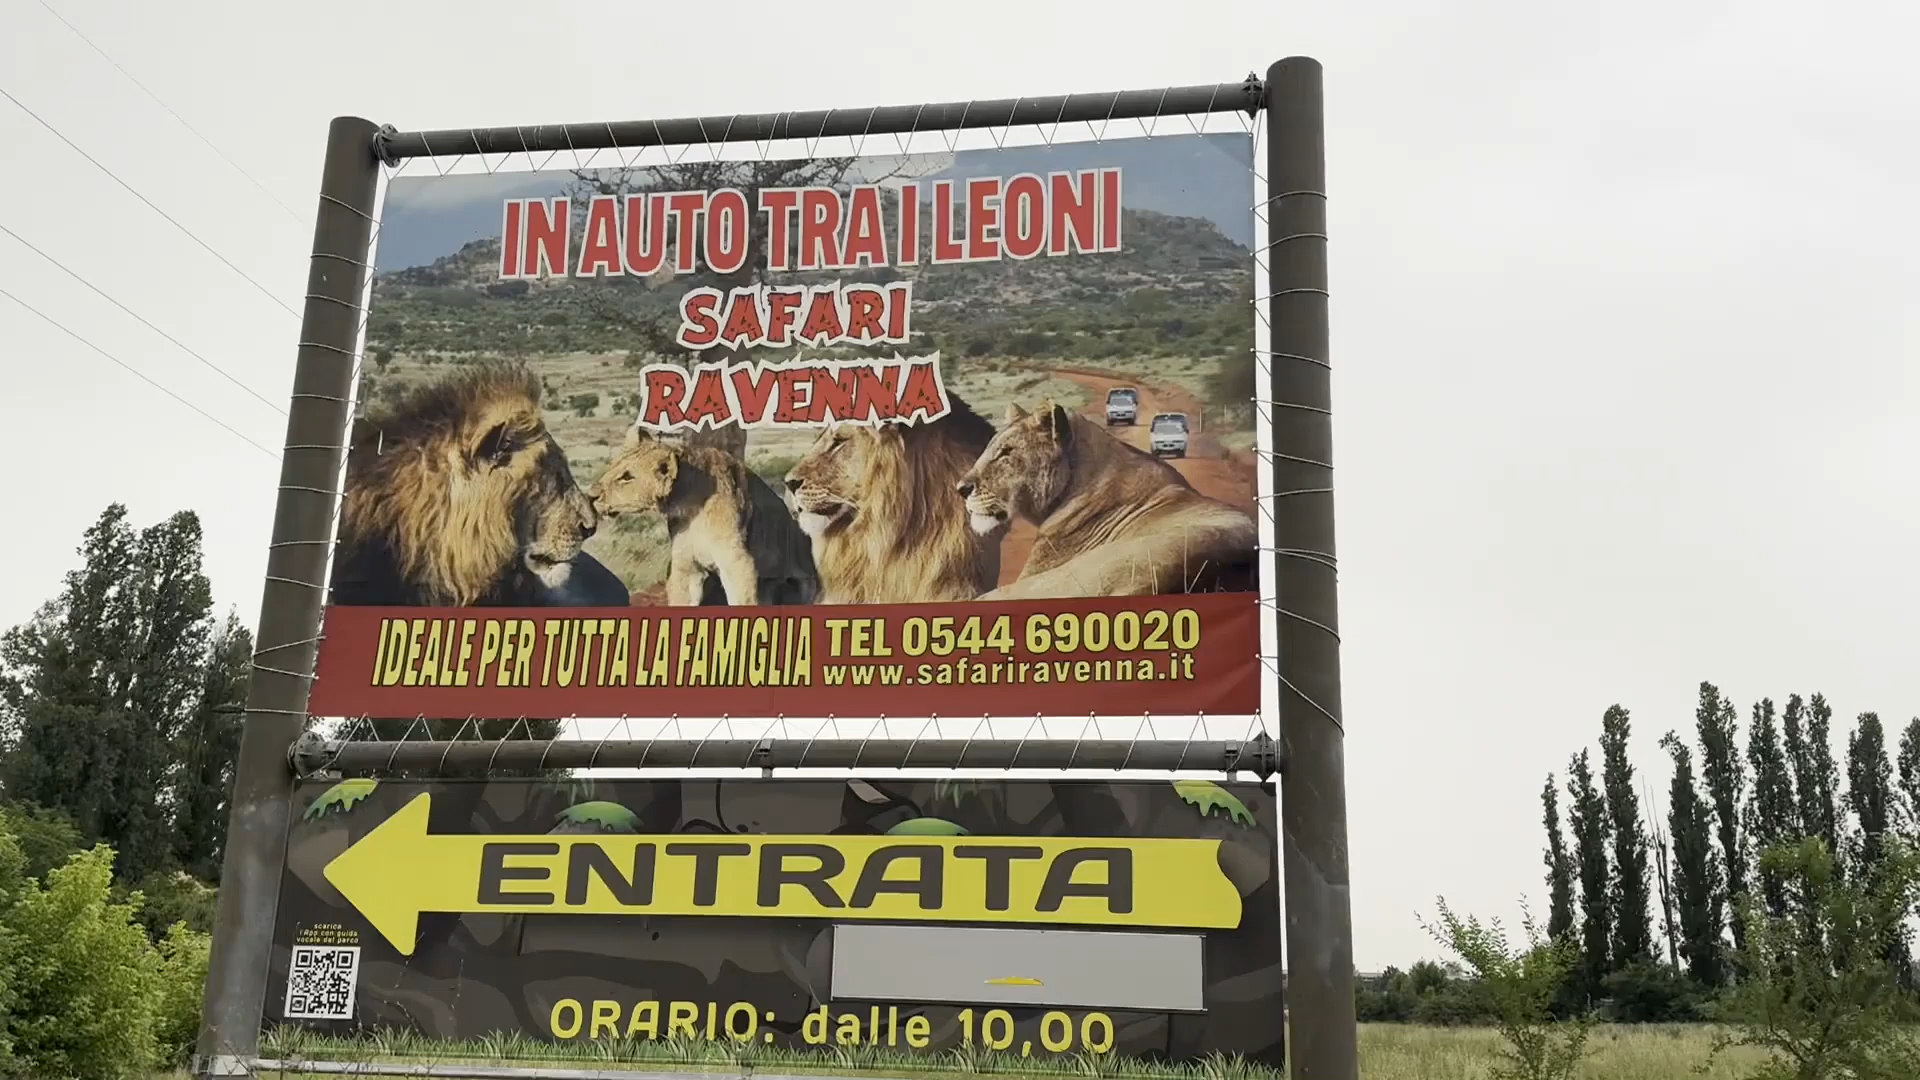 IN AUTO TRA I LEONI
SAFARI
RAVENNA
IDEALE PER TUTTA LA FAMIGLIA TEL 0544 690020
www.safariravenna.it
ENTRATA
scarica
l'App con guida
vocale del parco
ORARIO: dalle 10,00